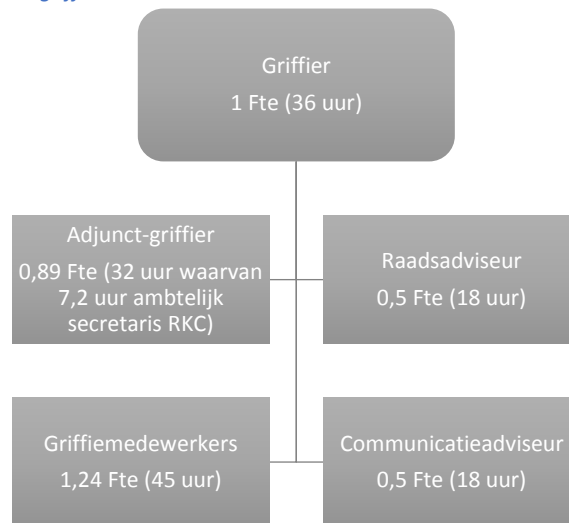 Griffier
1 Fte (36 uur)
Adjunct-griffier
0,89 Fte (32 uur waarvan
7,2 uur ambtelijk
secretaris RKC)
Raadsadviseur
0,5 Fte (18 uur)
Griffiemedewerkers
1,24 Fte (45 uur)
Communicatieadviseur
0,5 Fte (18 uur)